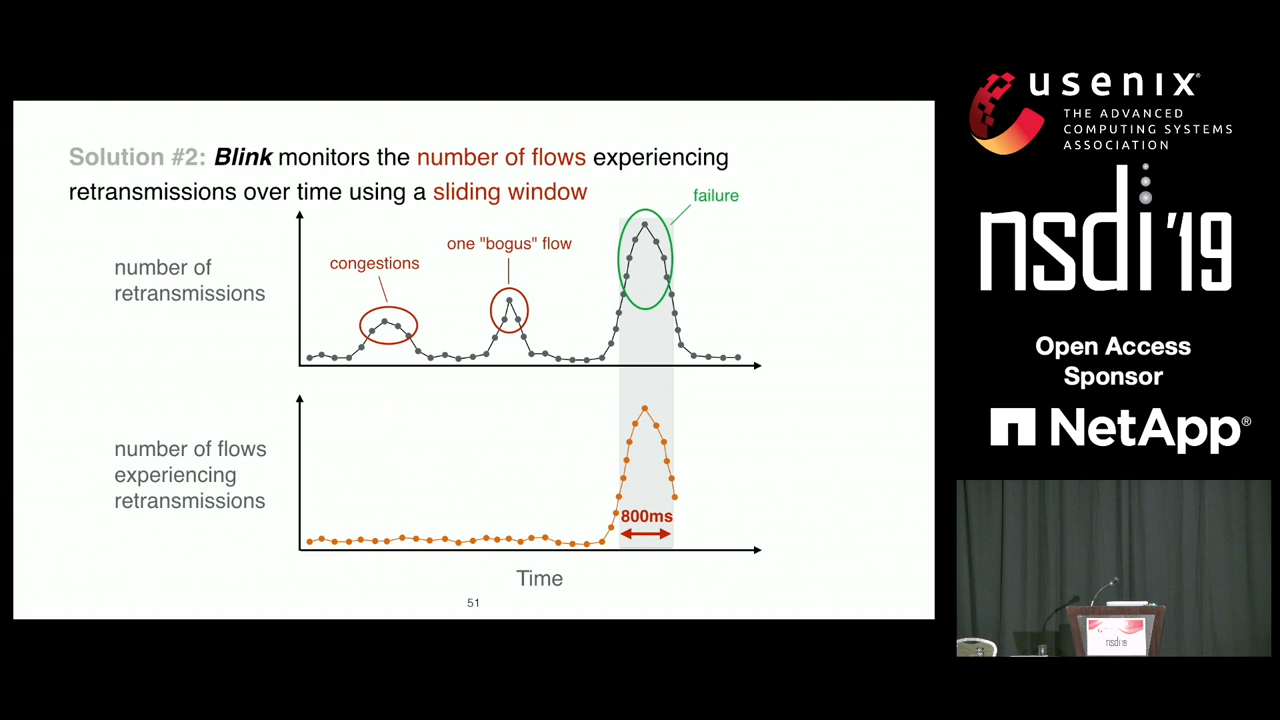 Solution #2: Blink monitors the number of flows experiencing
retransmissions over time using a sliding window
failure
one "bogus" flow
congestions
number of
retransmissions
number of flows
experiencing
retransmissions
800ms
Time
51
usenix®
THE ADVANCED
COMPUTING SYSTEMS
ASSOCIATION
nsdi '19
Open Access
Sponsor
NetApp®
nsdi '19